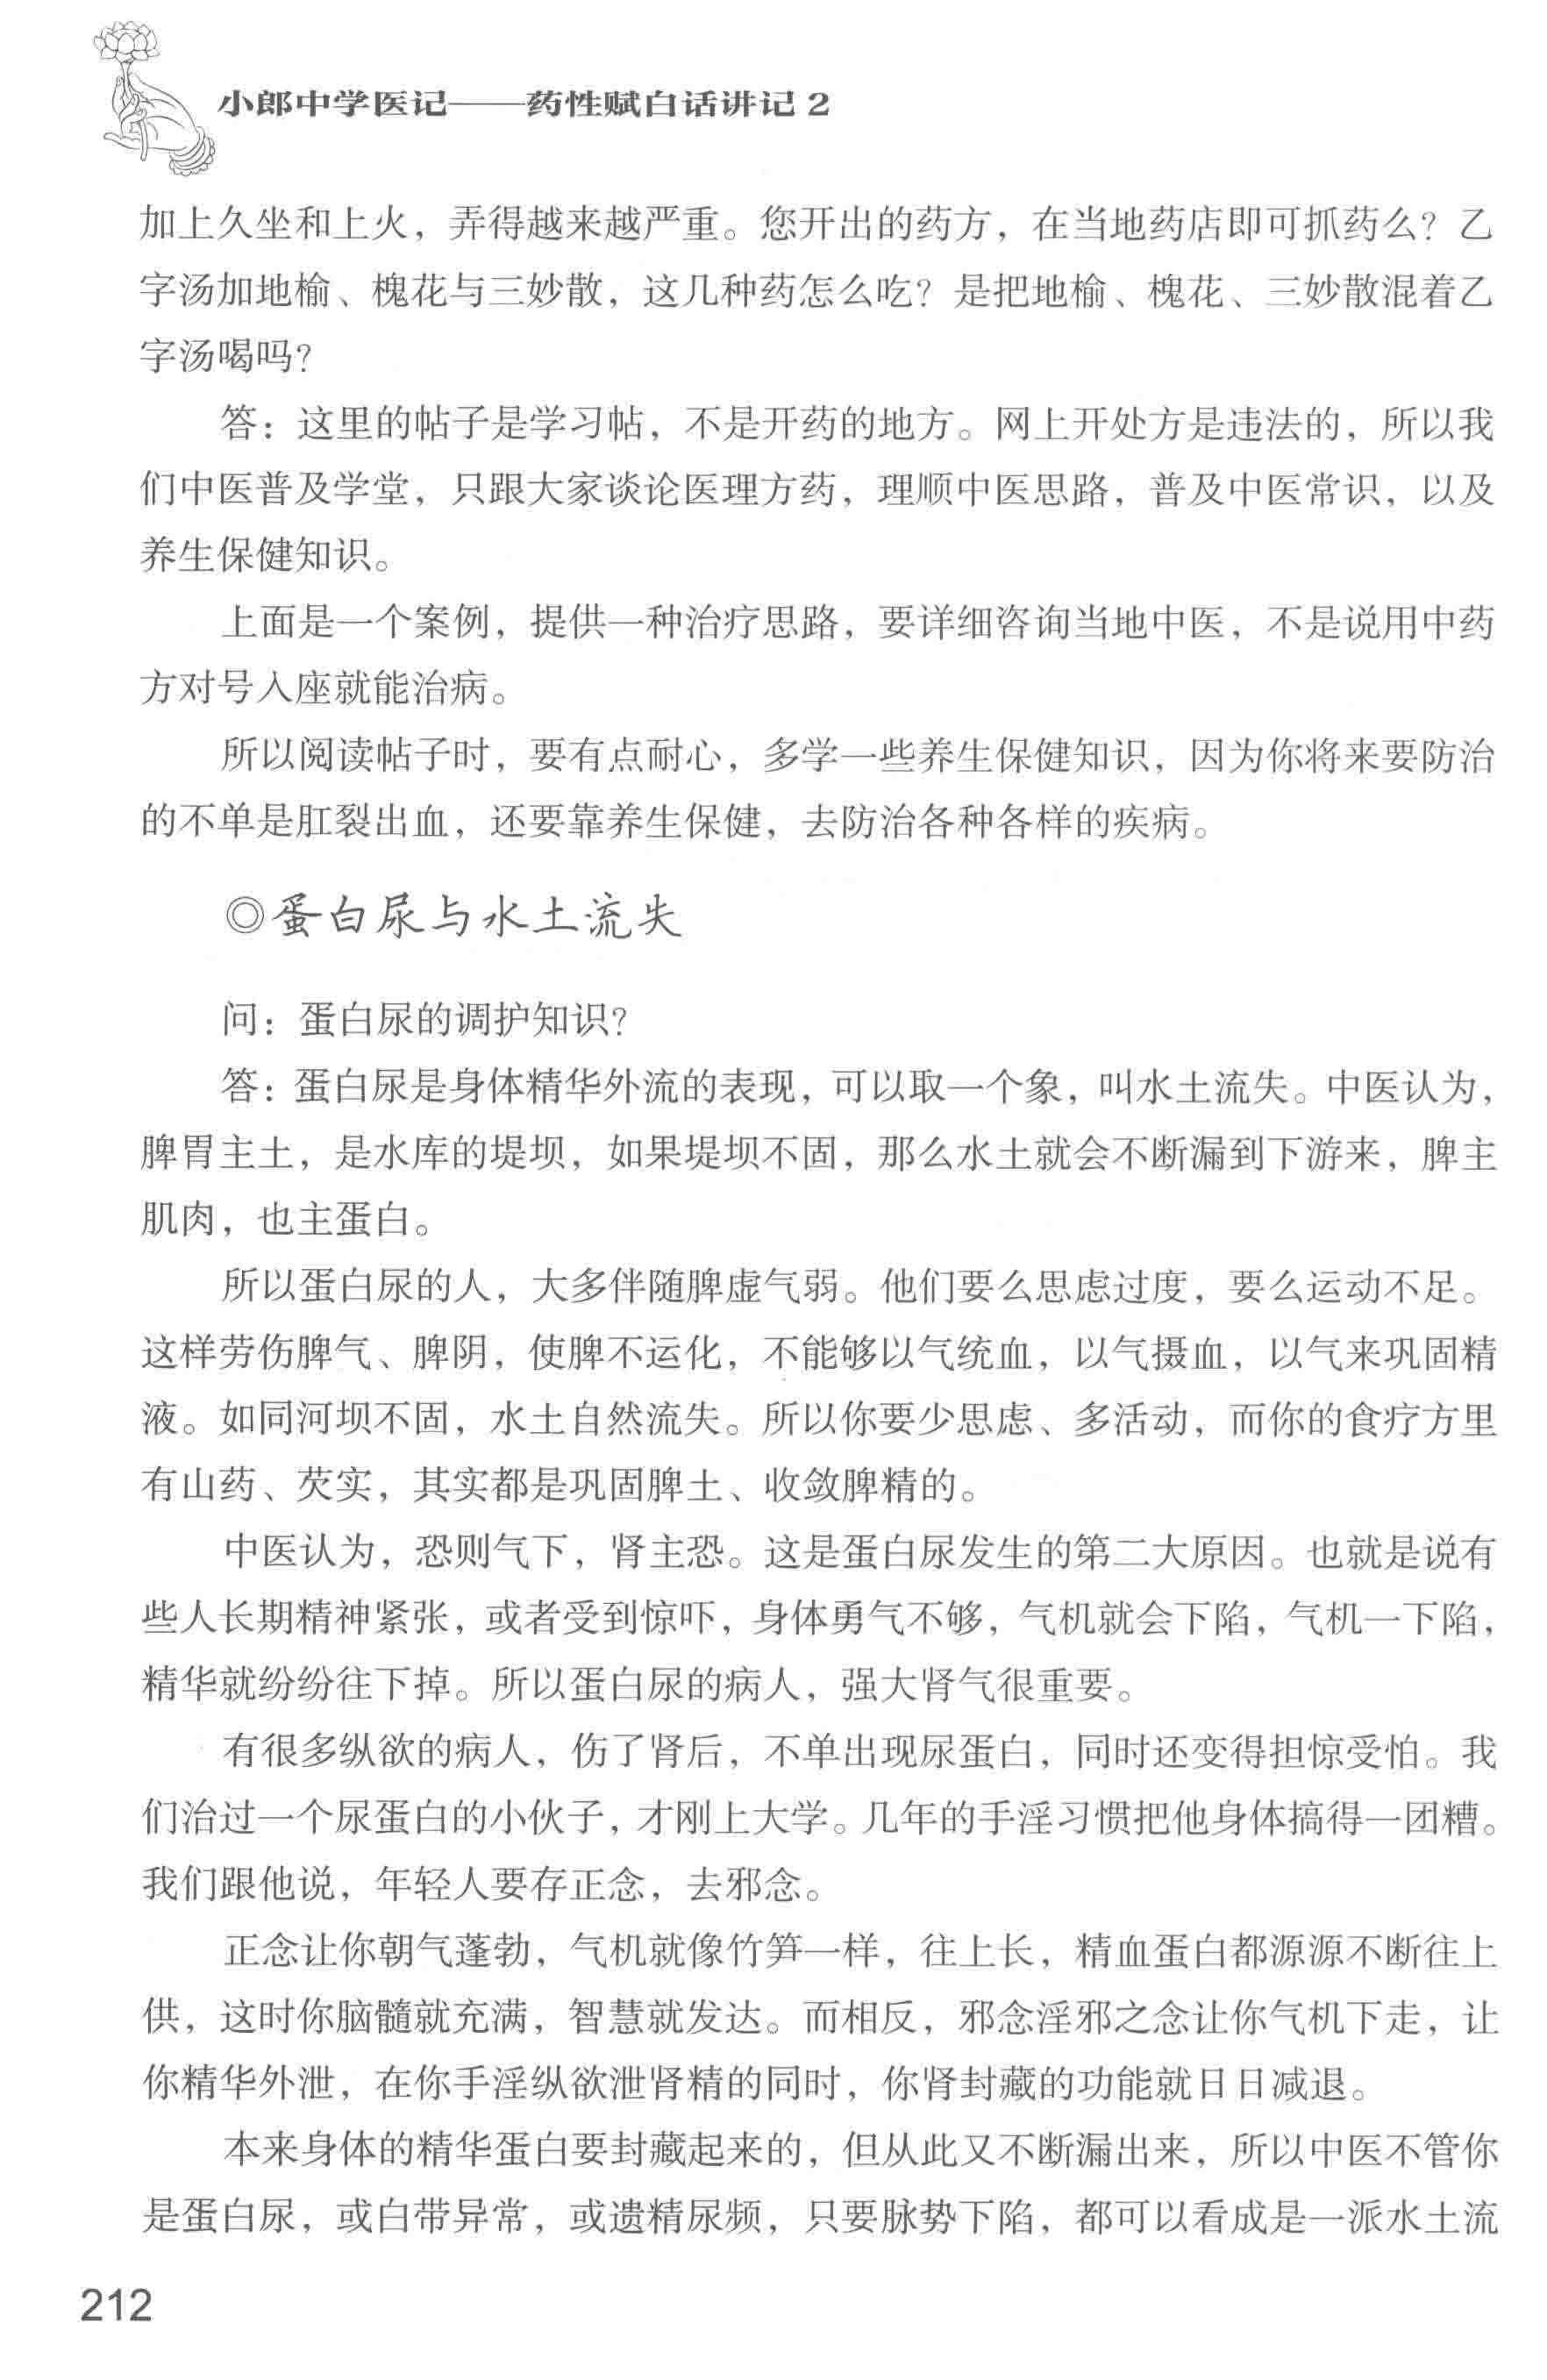 小郎中学医记——药性赋白话讲记 2
加上久坐和上火，弄得越来越严重。您开出的药方，在当地药店即可抓药么？乙
字汤加地榆、槐花与三妙散，这几种药怎么吃？是把地榆、槐花、三妙散混着乙
字汤喝吗？
答：这里的帖子是学习帖，不是开药的地方。网上开处方是违法的，所以我
们中医普及学堂，只跟大家谈论医理方药，理顺中医思路，普及中医常识，以及
养生保健知识。
上面是一个案例，提供一种治疗思路，要详细咨询当地中医，不是说用中药
方对号入座就能治病。
所以阅读帖子时，要有点耐心，多学一些养生保健知识，因为你将来要防治
的不单是肛裂出血，还要靠养生保健，去防治各种各样的疾病。
◎蛋白尿与水土流失
问：蛋白尿的调护知识？
答：蛋白尿是身体精华外流的表现，可以取一个象，叫水土流失。中医认为，
脾胃主土，是水库的堤坝，如果堤坝不固，那么水土就会不断漏到下游来，脾主
肌肉，也主蛋白。
所以蛋白尿的人，大多伴随脾虚气弱。他们要么思虑过度，要么运动不足。
这样劳伤脾气、脾阴，使脾不运化，不能够以气统血，以气摄血，以气来巩固精
液。如同河坝不固，水土自然流失。所以你要少思虑、多活动，而你的食疗方里
有山药、芡实，其实都是巩固脾土、收敛脾精的。
中医认为，恐则气下，肾主恐。这是蛋白尿发生的第二大原因。也就是说有
些人长期精神紧张，或者受到惊吓，身体勇气不够，气机就会下陷，气机一下陷，
精华就纷纷往下掉。所以蛋白尿的病人，强大肾气很重要。
有很多纵欲的病人，伤了肾后，不单出现尿蛋白，同时还变得担惊受怕。我
们治过一个尿蛋白的小伙子，才刚上大学。几年的手淫习惯把他身体搞得一团糟。
我们跟他说，年轻人要存正念，去邪念。
正念让你朝气蓬勃，气机就像竹笋一样，往上长，精血蛋白都源源不断往上
供，这时你脑髓就充满，智慧就发达。而相反，邪念淫邪之念让你气机下走，让
你精华外泄，在你手淫纵欲泄肾精的同时，你肾封藏的功能就日日减退。
本来身体的精华蛋白要封藏起来的，但从此又不断漏出来，所以中医不管你
是蛋白尿，或白带异常，或遗精尿频，只要脉势下陷，都可以看成是一派水土流
212